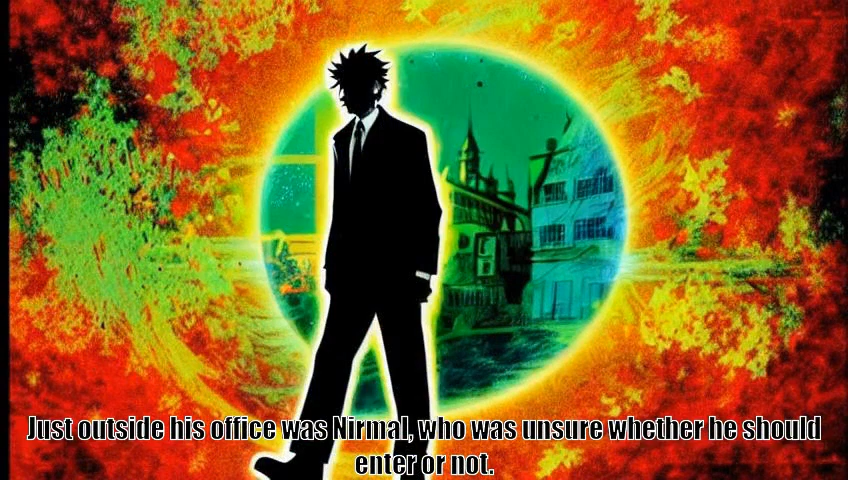 Just outside his office was Nirmal, who was unsure whether he should
enter or not.